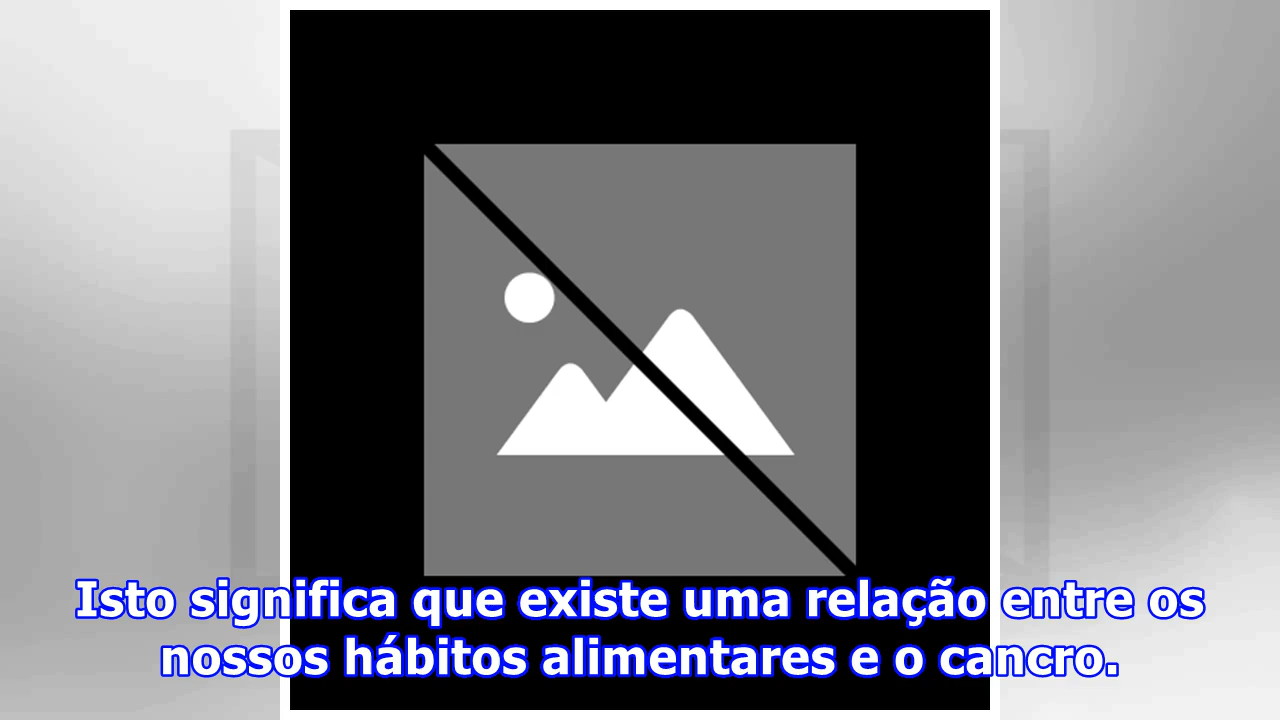 Isto significa que existe uma relação entre os
nossos hábitos alimentares e o cancro.